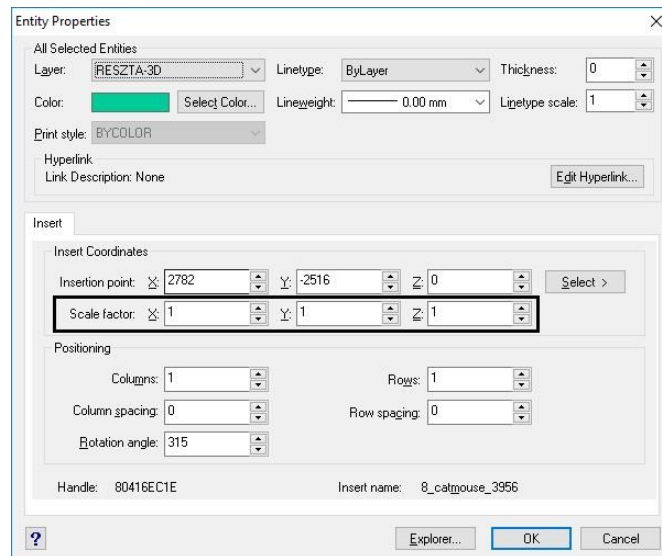 Entity Properties
All Selected Entities
Layer: RESZTA-3D Linetype: ByLayer Thickness: 0
Color: Select Color... Lineweight: 0.00 mm Linetype scale: 1
Print style: BYCOLOR
Hyperlink
Link Description: None Edit Hyperlink...
Insert
Insert Coordinates
Insertion point: X: 2782 Y: -2516 Z: 0 Select >
Scale factor: X: 1 Y: 1 Z: 1
Positioning
Columns: 1 Rows: 1
Column spacing: 0 Row spacing: 0
Rotation angle: 315
Handle: 80416EC1E Insert name: 8_catmouse_3956
? Explorer... OK Cancel